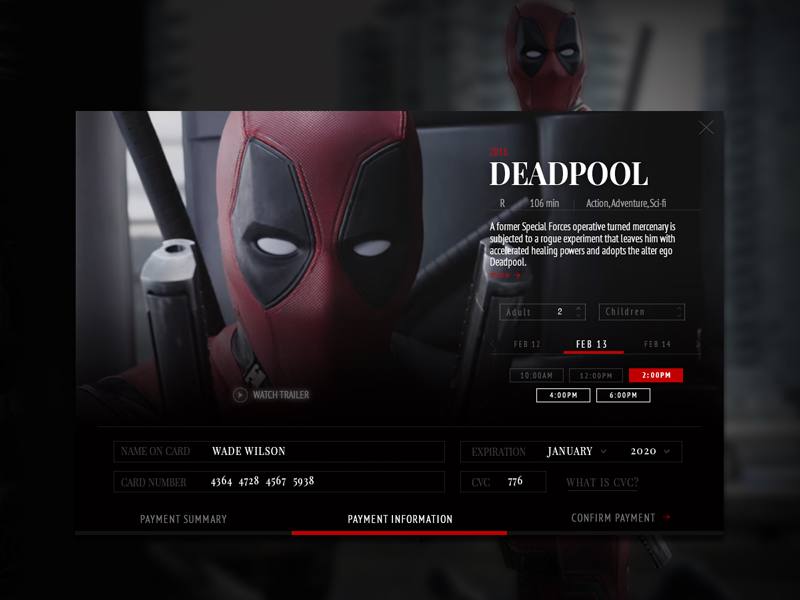 2016
DEADPOOL
R 106 min Action,Adventure,Sci-fi
A former Special Forces operative turned mercenary is
subjected to a rogue experiment that leaves him with
accelerated healing powers and adopts the alter ego
Deadpool.
Adult 2 Children
FEB 12 FEB 13 FEB 14
10:00AM 12:00PM 2:00PM
4:00PM 6:00PM
WATCH TRAILER
NAME ON CARD WADE WILSON EXPIRATION JANUARY 2020
CARD NUMBER 4364 4728 4567 5938 CVC 776 WHAT IS CVC?
PAYMENT SUMMARY PAYMENT INFORMATION CONFIRM PAYMENT